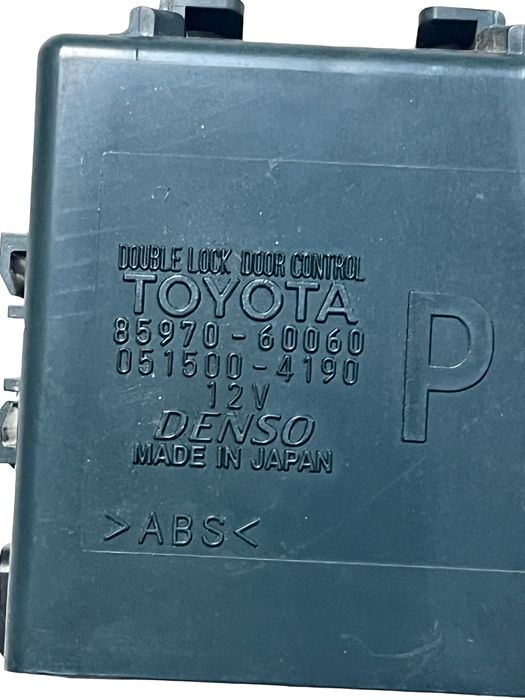 DOUBLE LOCK DOOR CONTROL
TOYOTA
85970-60060
051500-4190
12V
DENSO
MADE IN JAPAN
P
>ABS<